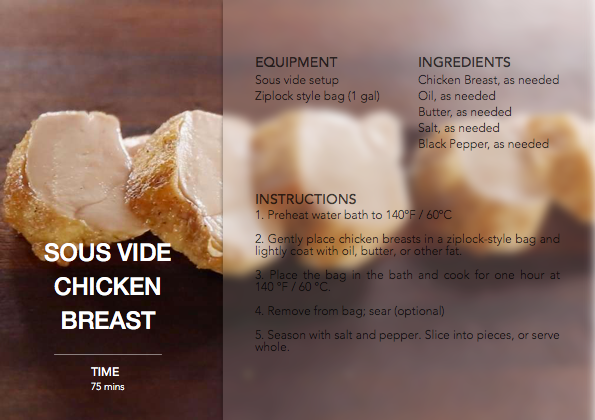 SOUS VIDE
CHICKEN
BREAST
TIME
75 mins
EQUIPMENT
Sous vide setup
Ziplock style bag (1 gal)
INGREDIENTS
Chicken Breast, as needed
Oil, as needed
Butter, as needed
Salt, as needed
Black Pepper, as needed
INSTRUCTIONS
1. Preheat water bath to 140°F / 60°C
2. Gently place chicken breasts in a ziplock-style bag and
lightly coat with oil, butter, or other fat.
3. Place the bag in the bath and cook for one hour at
140 °F / 60 °C.
4. Remove from bag; sear (optional)
5. Season with salt and pepper. Slice into pieces, or serve
whole.